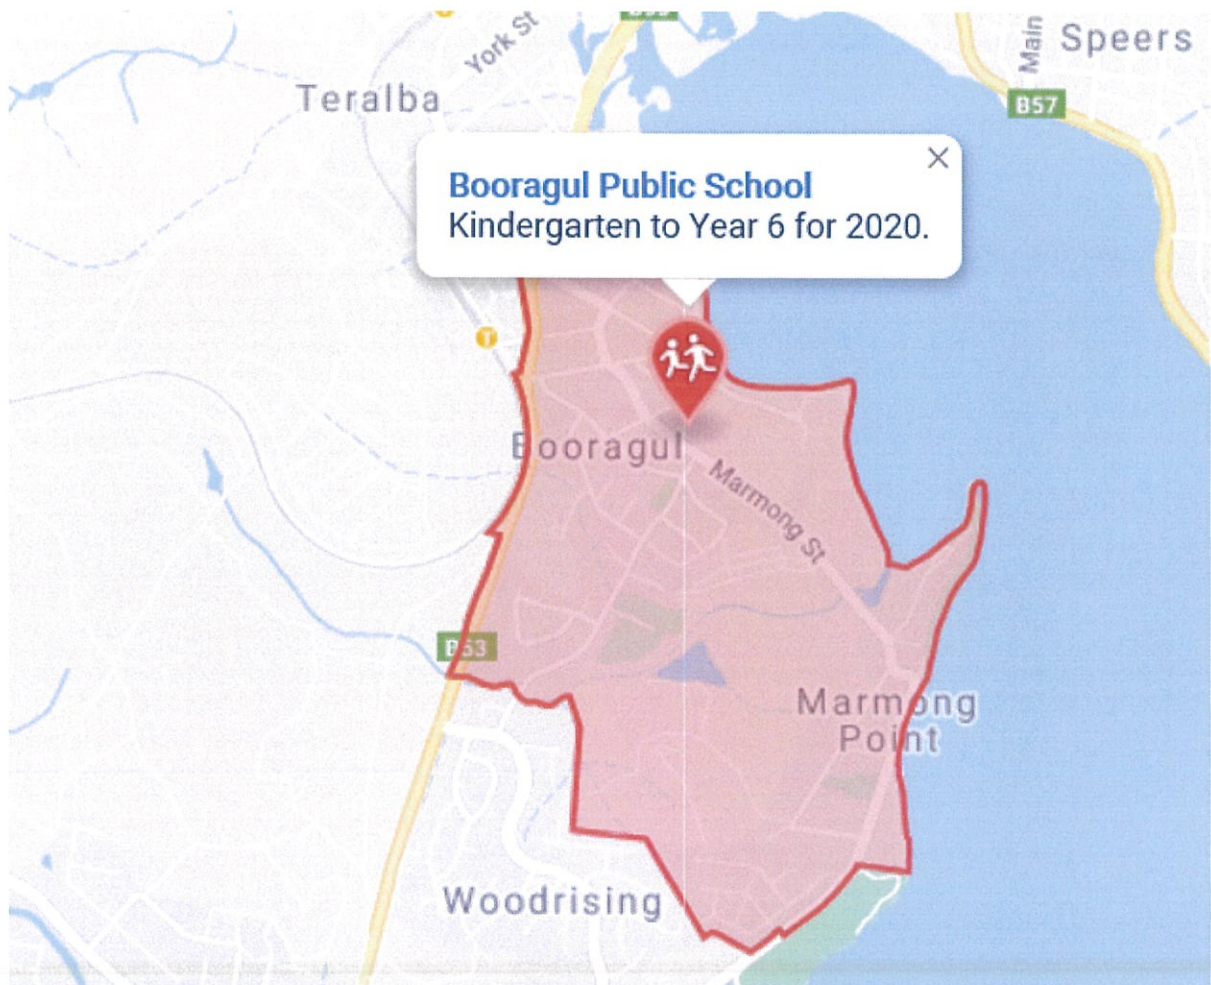 York St
Main
Speers
Teralba
B57
Booragul Public School
Kindergarten to Year 6 for 2020.
T
Booragul
Marmong St
B53
Marmong
Point
Woodrising